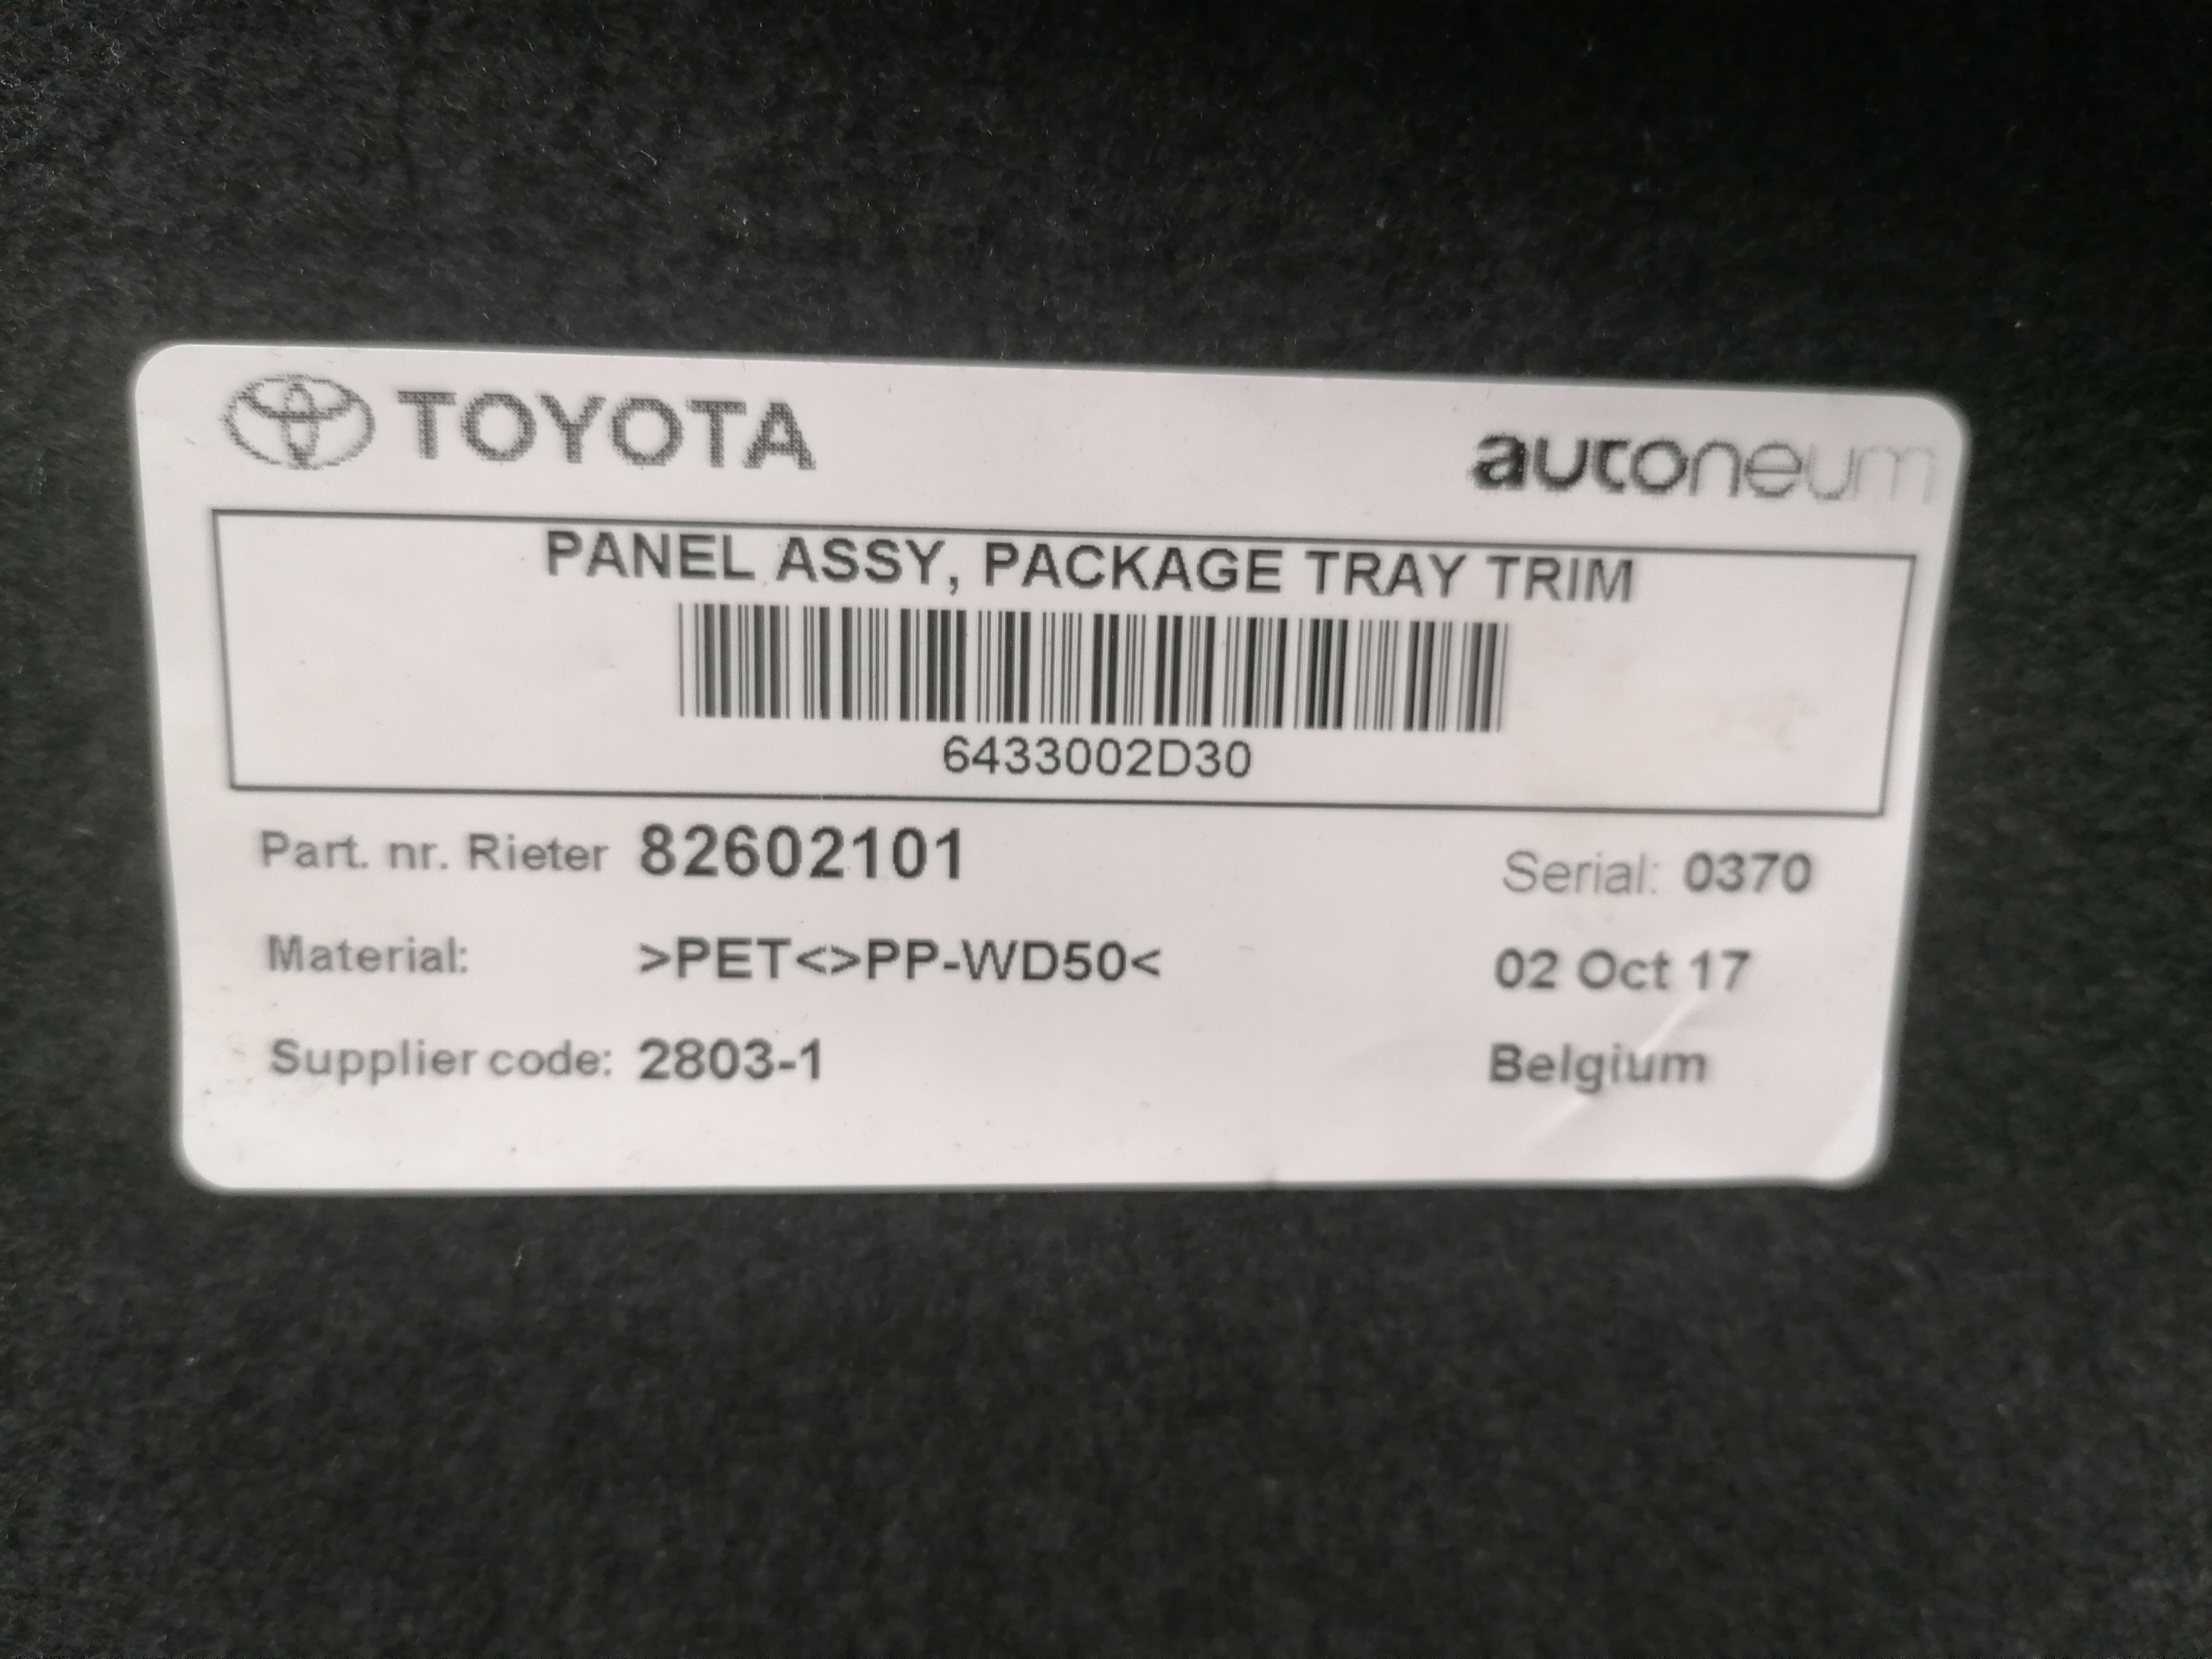 TOYOTA
autoneum
PANEL ASSY, PACKAGE TRAY TRIM
6433002D30
Part. nr. Rieter 82602101
Serial: 0370
Material: >PET<>PP-WD50<
02 Oct 17
Supplier code: 2803-1
Belgium